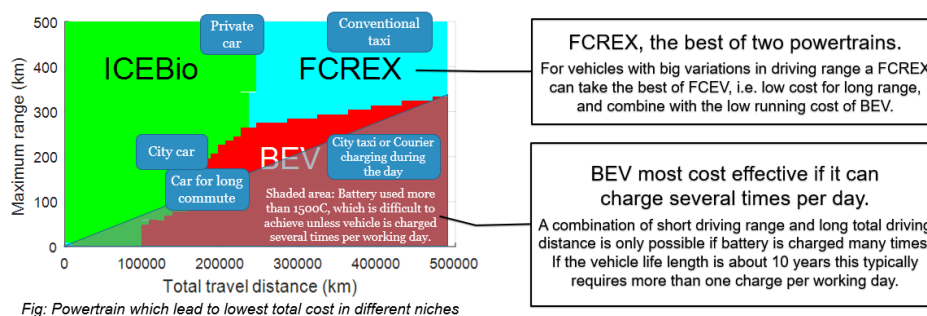 500
400
300
200
100
0
Maximum range (km)
0
100000
200000
300000
400000
500000
Total travel distance (km)
ICEBio
FCREX
BEV
Private
car
Conventional
taxi
City car
Car for long
commute
City taxi or Courier
charging during
the day
Shaded area: Battery used more
than 1500C, which is difficult to
achieve unless vehicle is charged
several times per working day.
Fig: Powertrain which lead to lowest total cost in different niches
FCREX, the best of two powertrains.
For vehicles with big variations in driving range a FCREX
can take the best of FCEV, i.e. low cost for long range,
and combine with the low running cost of BEV.
BEV most cost effective if it can
charge several times per day.
A combination of short driving range and long total driving
distance is only possible if battery is charged many times
If the vehicle life length is about 10 years this typically
requires more than one charge per working day.